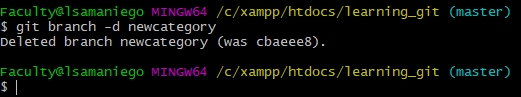 Faculty@lsamaniego MINGW64 /c/xampp/htdocs/learning_git (master)
$ git branch -d newcategory
Deleted branch newcategory (was cbaeee8).
Faculty@lsamaniego MINGW64 /c/xampp/htdocs/learning_git (master)
$